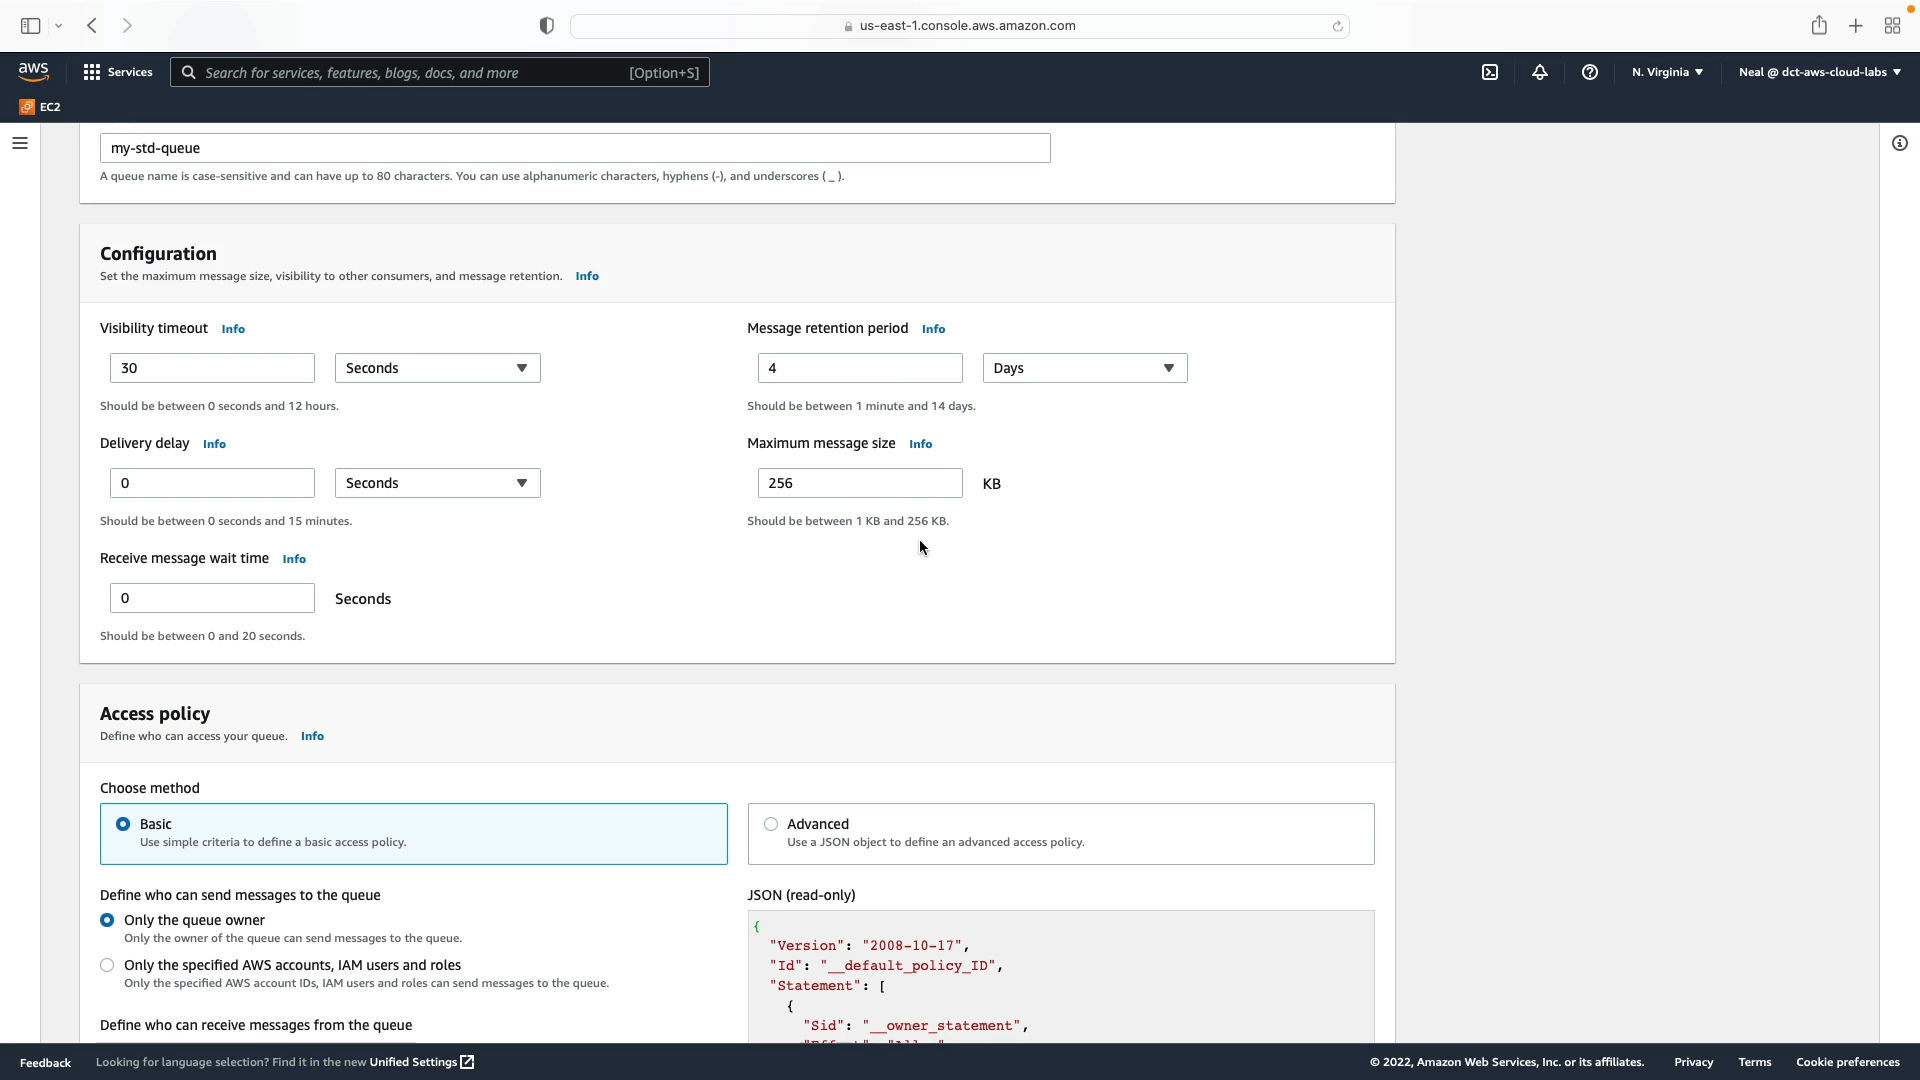 us-east-1.console.aws.amazon.com
aws
Services
Search for services, features, blogs, docs, and more
[Option+S]
N. Virginia
Neal @ dct-aws-cloud-labs
EC2
my-std-queue
A queue name is case-sensitive and can have up to 80 characters. You can use alphanumeric characters, hyphens (-), and underscores ( _ ).
Configuration
Set the maximum message size, visibility to other consumers, and message retention. Info
Visibility timeout Info
30
Seconds
Should be between 0 seconds and 12 hours.
Message retention period Info
4
Days
Should be between 1 minute and 14 days.
Delivery delay Info
0
Seconds
Should be between 0 seconds and 15 minutes.
Maximum message size Info
256
KB
Should be between 1 KB and 256 KB.
Receive message wait time Info
0
Seconds
Should be between 0 and 20 seconds.
Access policy
Define who can access your queue. Info
Choose method
Basic
Use simple criteria to define a basic access policy.
Advanced
Use a JSON object to define an advanced access policy.
Define who can send messages to the queue
Only the queue owner
Only the owner of the queue can send messages to the queue.
Only the specified AWS accounts, IAM users and roles
Only the specified AWS account IDs, IAM users and roles can send messages to the queue.
Define who can receive messages from the queue
JSON (read-only)
{
"Version": "2008-10-17",
"Id": "__default_policy_ID",
"Statement": [
{
"Sid": "__owner_statement",
Feedback
Looking for language selection? Find it in the new Unified Settings
© 2022, Amazon Web Services, Inc. or its affiliates.
Privacy
Terms
Cookie preferences